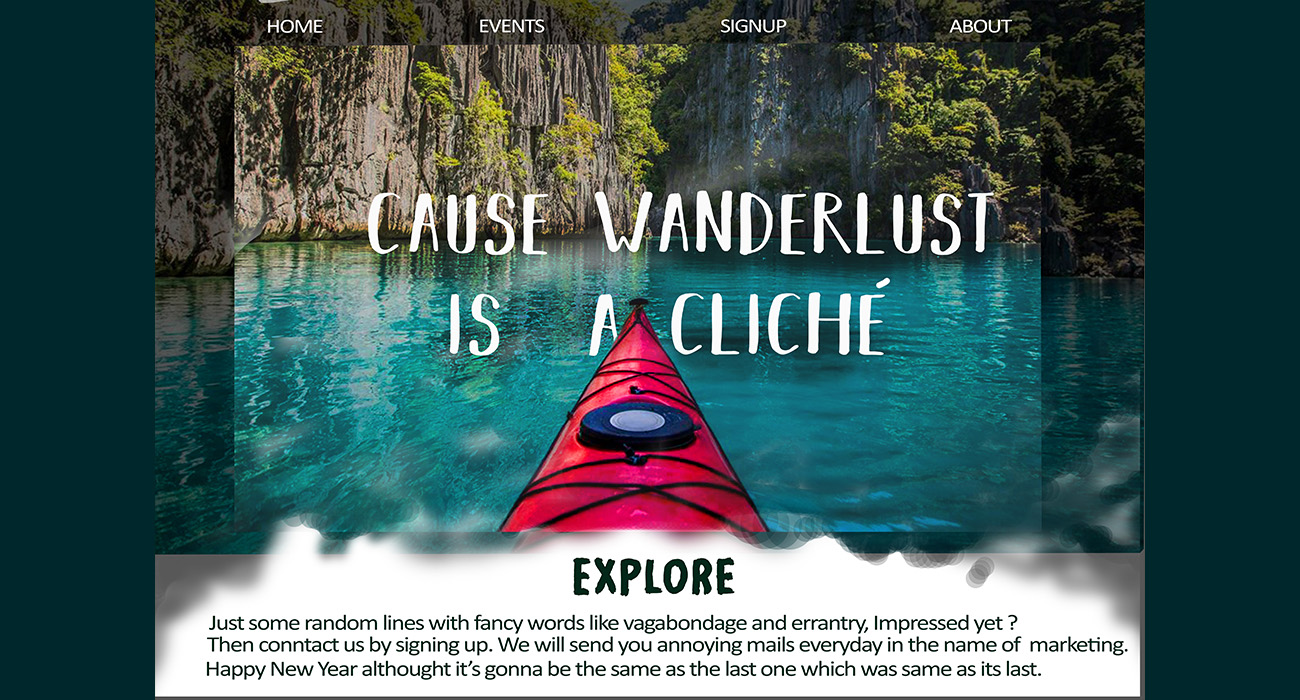 HOME EVENTS SIGNUP ABOUT
CAUSE WANDERLUST
IS A CLICHÉ
EXPLORE
Just some random lines with fancy words like vagabondage and errantry, Impressed yet ?
Then conntact us by signing up. We will send you annoying mails everyday in the name of marketing.
Happy New Year althought it's gonna be the same as the last one which was same as its last.